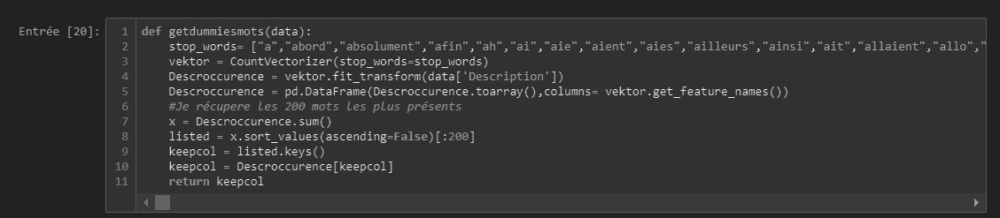 Entrée [20]:
1 def getdummiesmots(data):
2 stop_words= ["a","abord","absolument","afin","ah","ai","aie","aient","aies","ailleurs","ainsi","ait","allaient","allo","
3 vektor = CountVectorizer(stop_words=stop_words)
4 Descroccurence = vektor.fit_transform(data['Description'])
5 Descroccurence = pd.DataFrame(Descroccurence.toarray(),columns= vektor.get_feature_names())
6 #Je récupere les 200 mots les plus présents
7 x = Descroccurence.sum()
8 listed = x.sort_values(ascending=False)[:200]
9 keepcol = listed.keys()
10 keepcol = Descroccurence[keepcol]
11 return keepcol